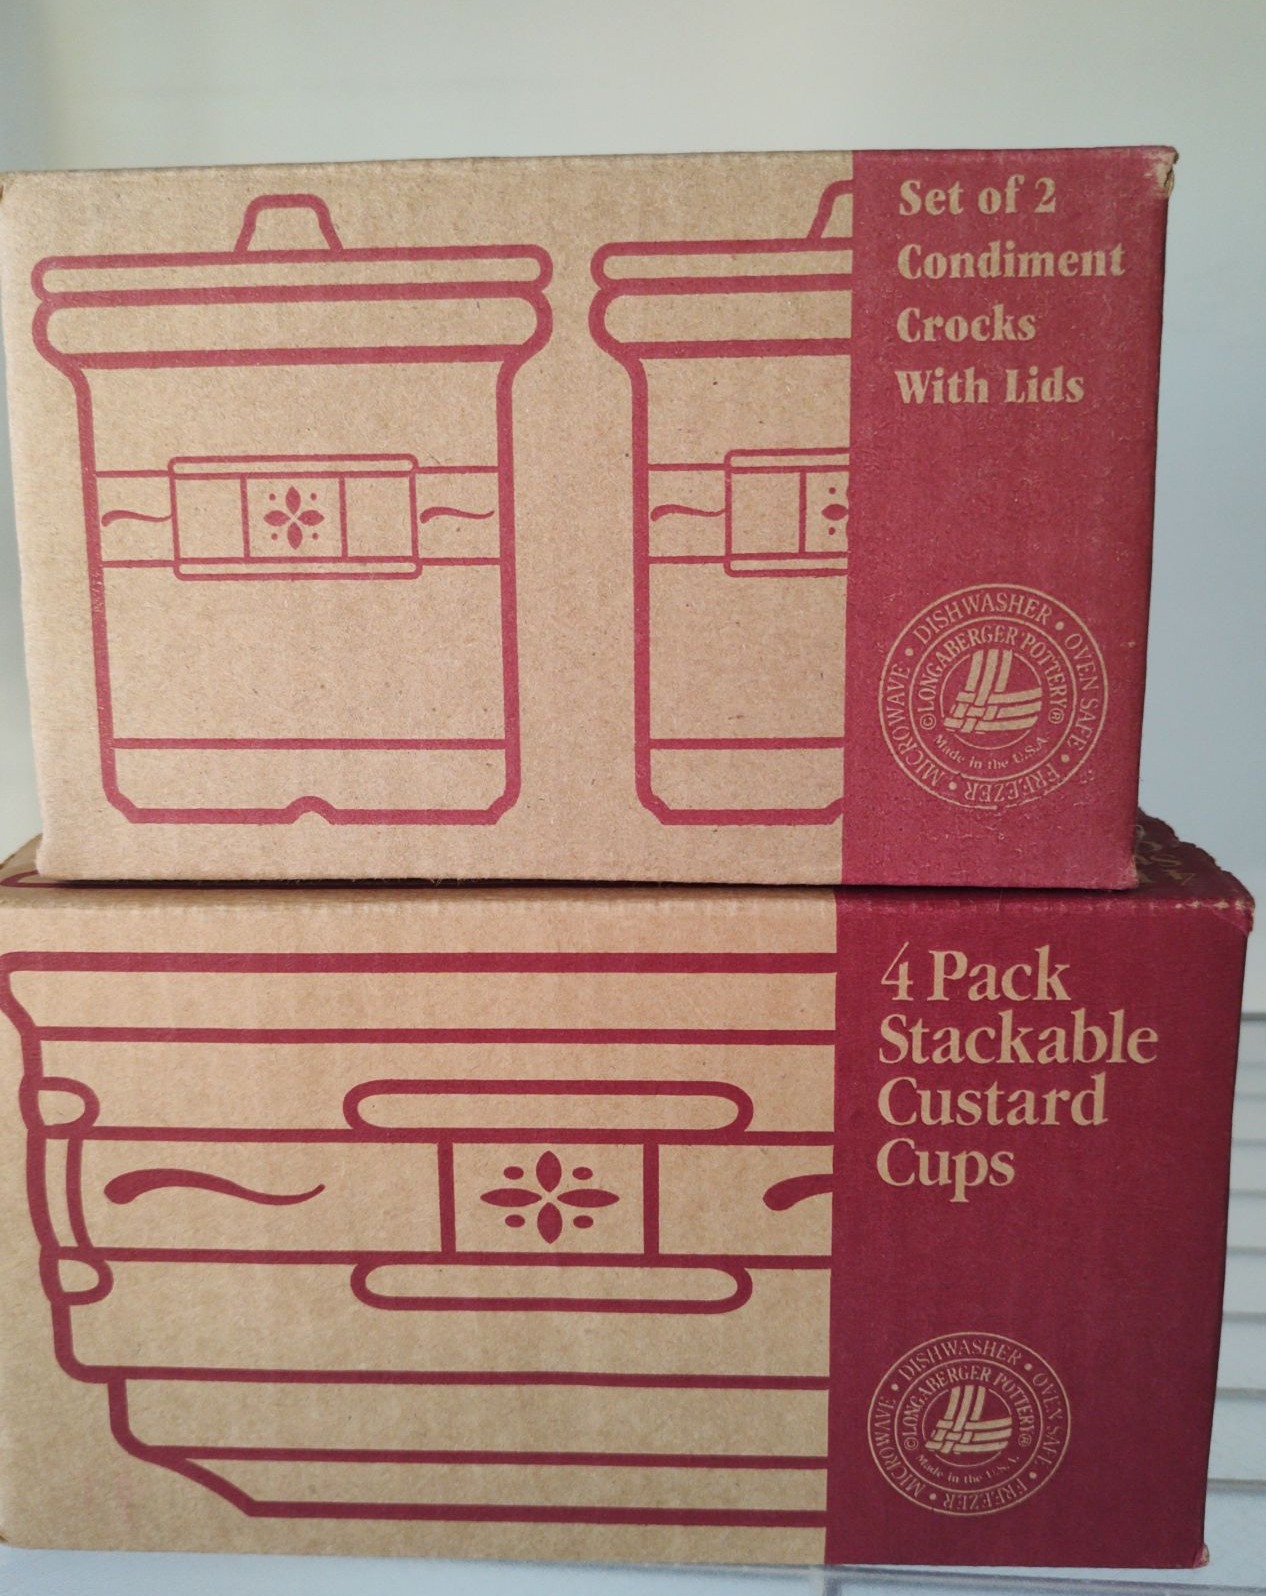 Set of 2
Condiment
Crocks
With Lids
MICROWAVE • DISHWASHER • OVEN SAFE • FREEZER •
©LONGABERGER POTTERY®
Made in the U.S.A.
4 Pack
Stackable
Custard
Cups
MICROWAVE • DISHWASHER • OVEN SAFE • FREEZER •
©LONGABERGER POTTERY®
Made in the U.S.A.